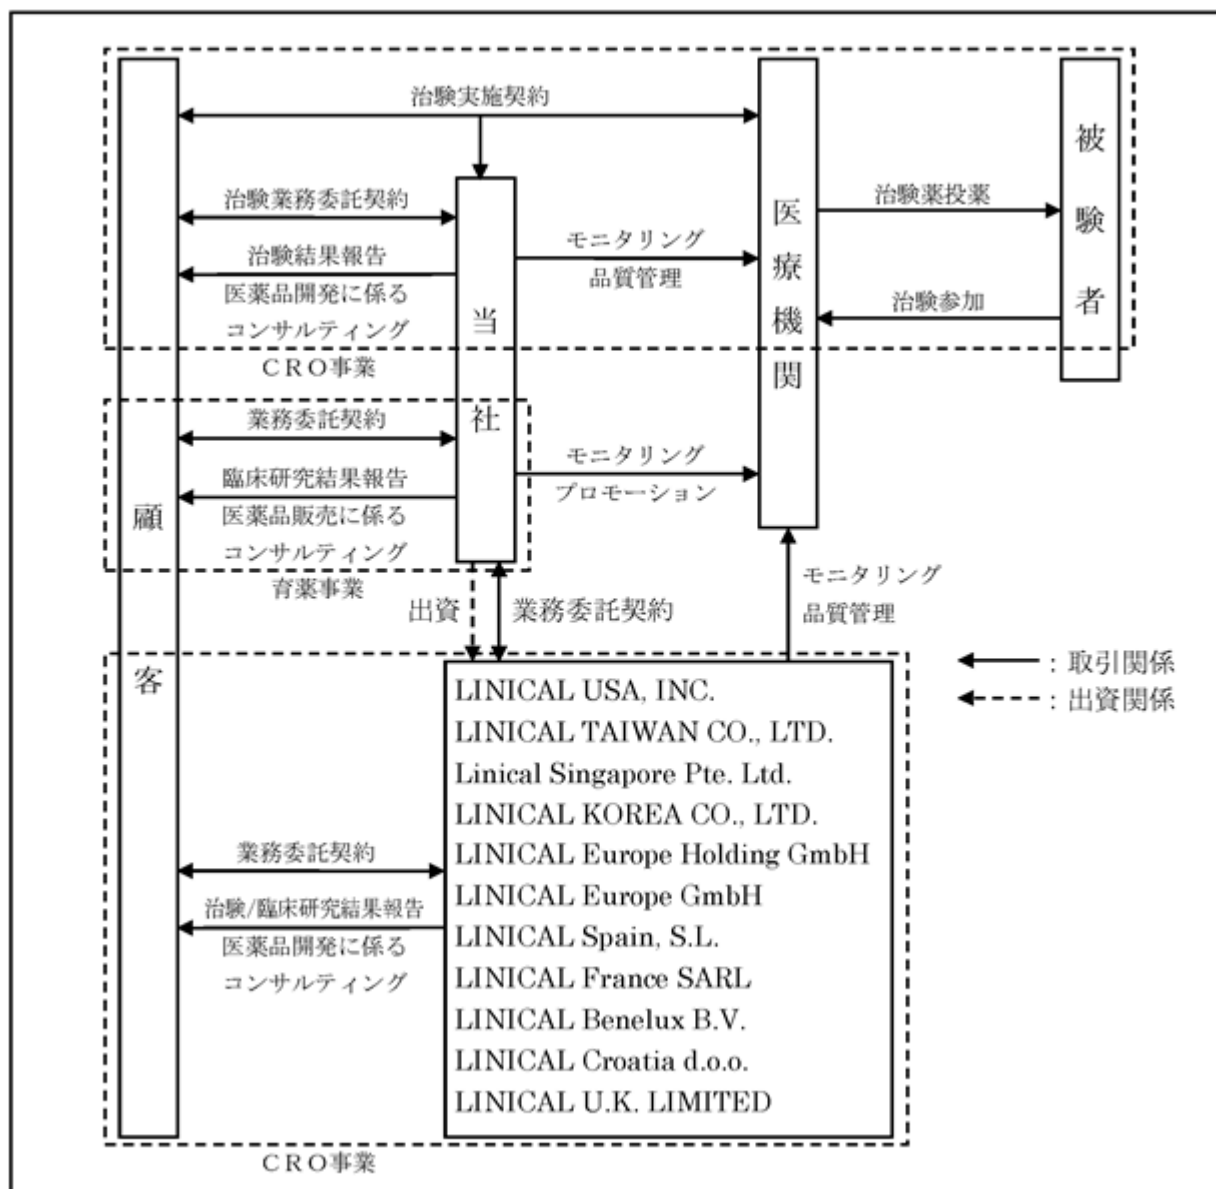 治験実施契約
治験業務委託契約
治験結果報告
医薬品開発に係る
コンサルティング
CRO事業
モニタリング
品質管理
治験薬投薬
治験参加
被験者
医療機関
当社
顧客
業務委託契約
臨床研究結果報告
医薬品販売に係る
コンサルティング
育薬事業
モニタリング
プロモーション
出資
業務委託契約
モニタリング
品質管理
:取引関係
:出資関係
LINICAL USA, INC.
LINICAL TAIWAN CO., LTD.
Linical Singapore Pte. Ltd.
LINICAL KOREA CO., LTD.
LINICAL Europe Holding GmbH
LINICAL Europe GmbH
LINICAL Spain, S.L.
LINICAL France SARL
LINICAL Benelux B.V.
LINICAL Croatia d.o.o.
LINICAL U.K. LIMITED
業務委託契約
治験/臨床研究結果報告
医薬品開発に係る
コンサルティング
CRO事業